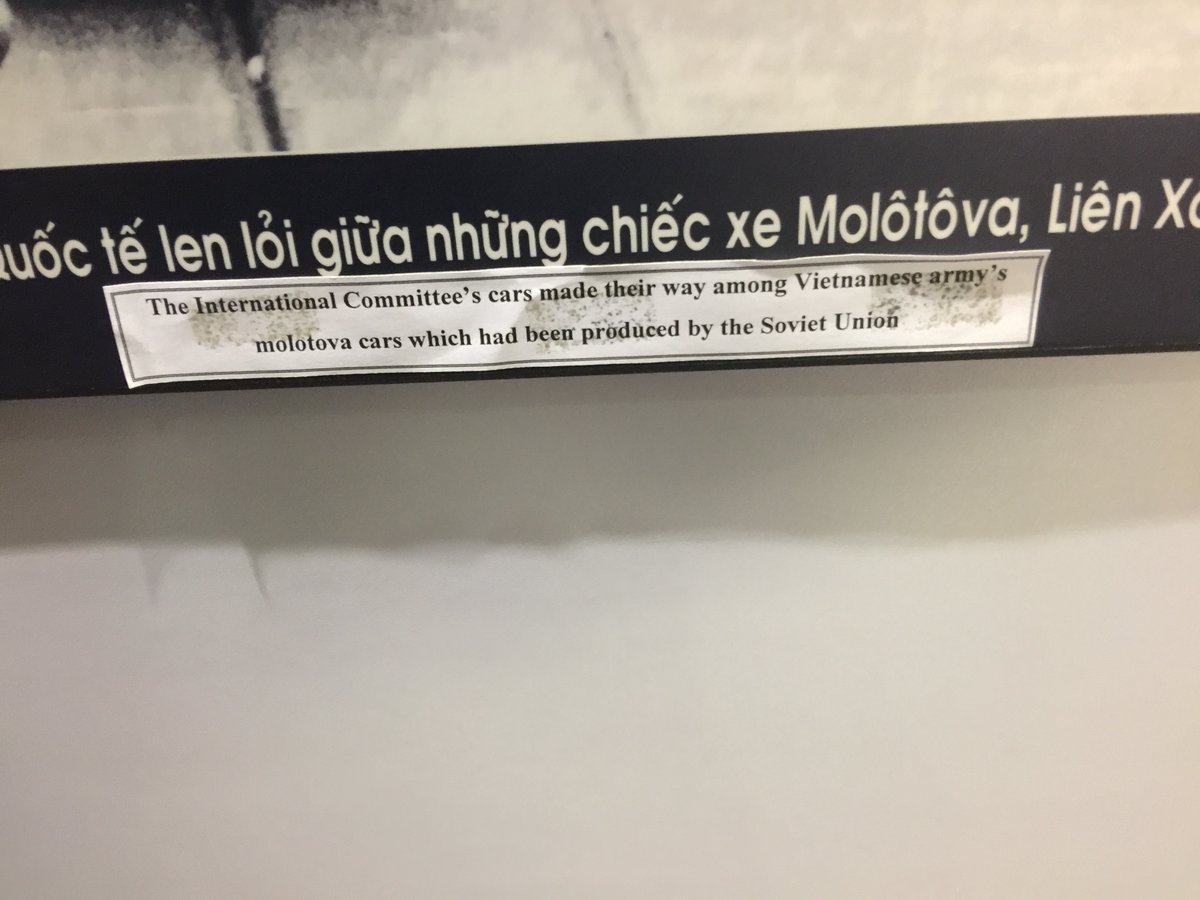 quốc tế len lỏi giữa những chiếc xe Molôtôva, Liên Xô
The International Committee's cars made their way among Vietnamese army's
molotova cars which had been produced by the Soviet Union